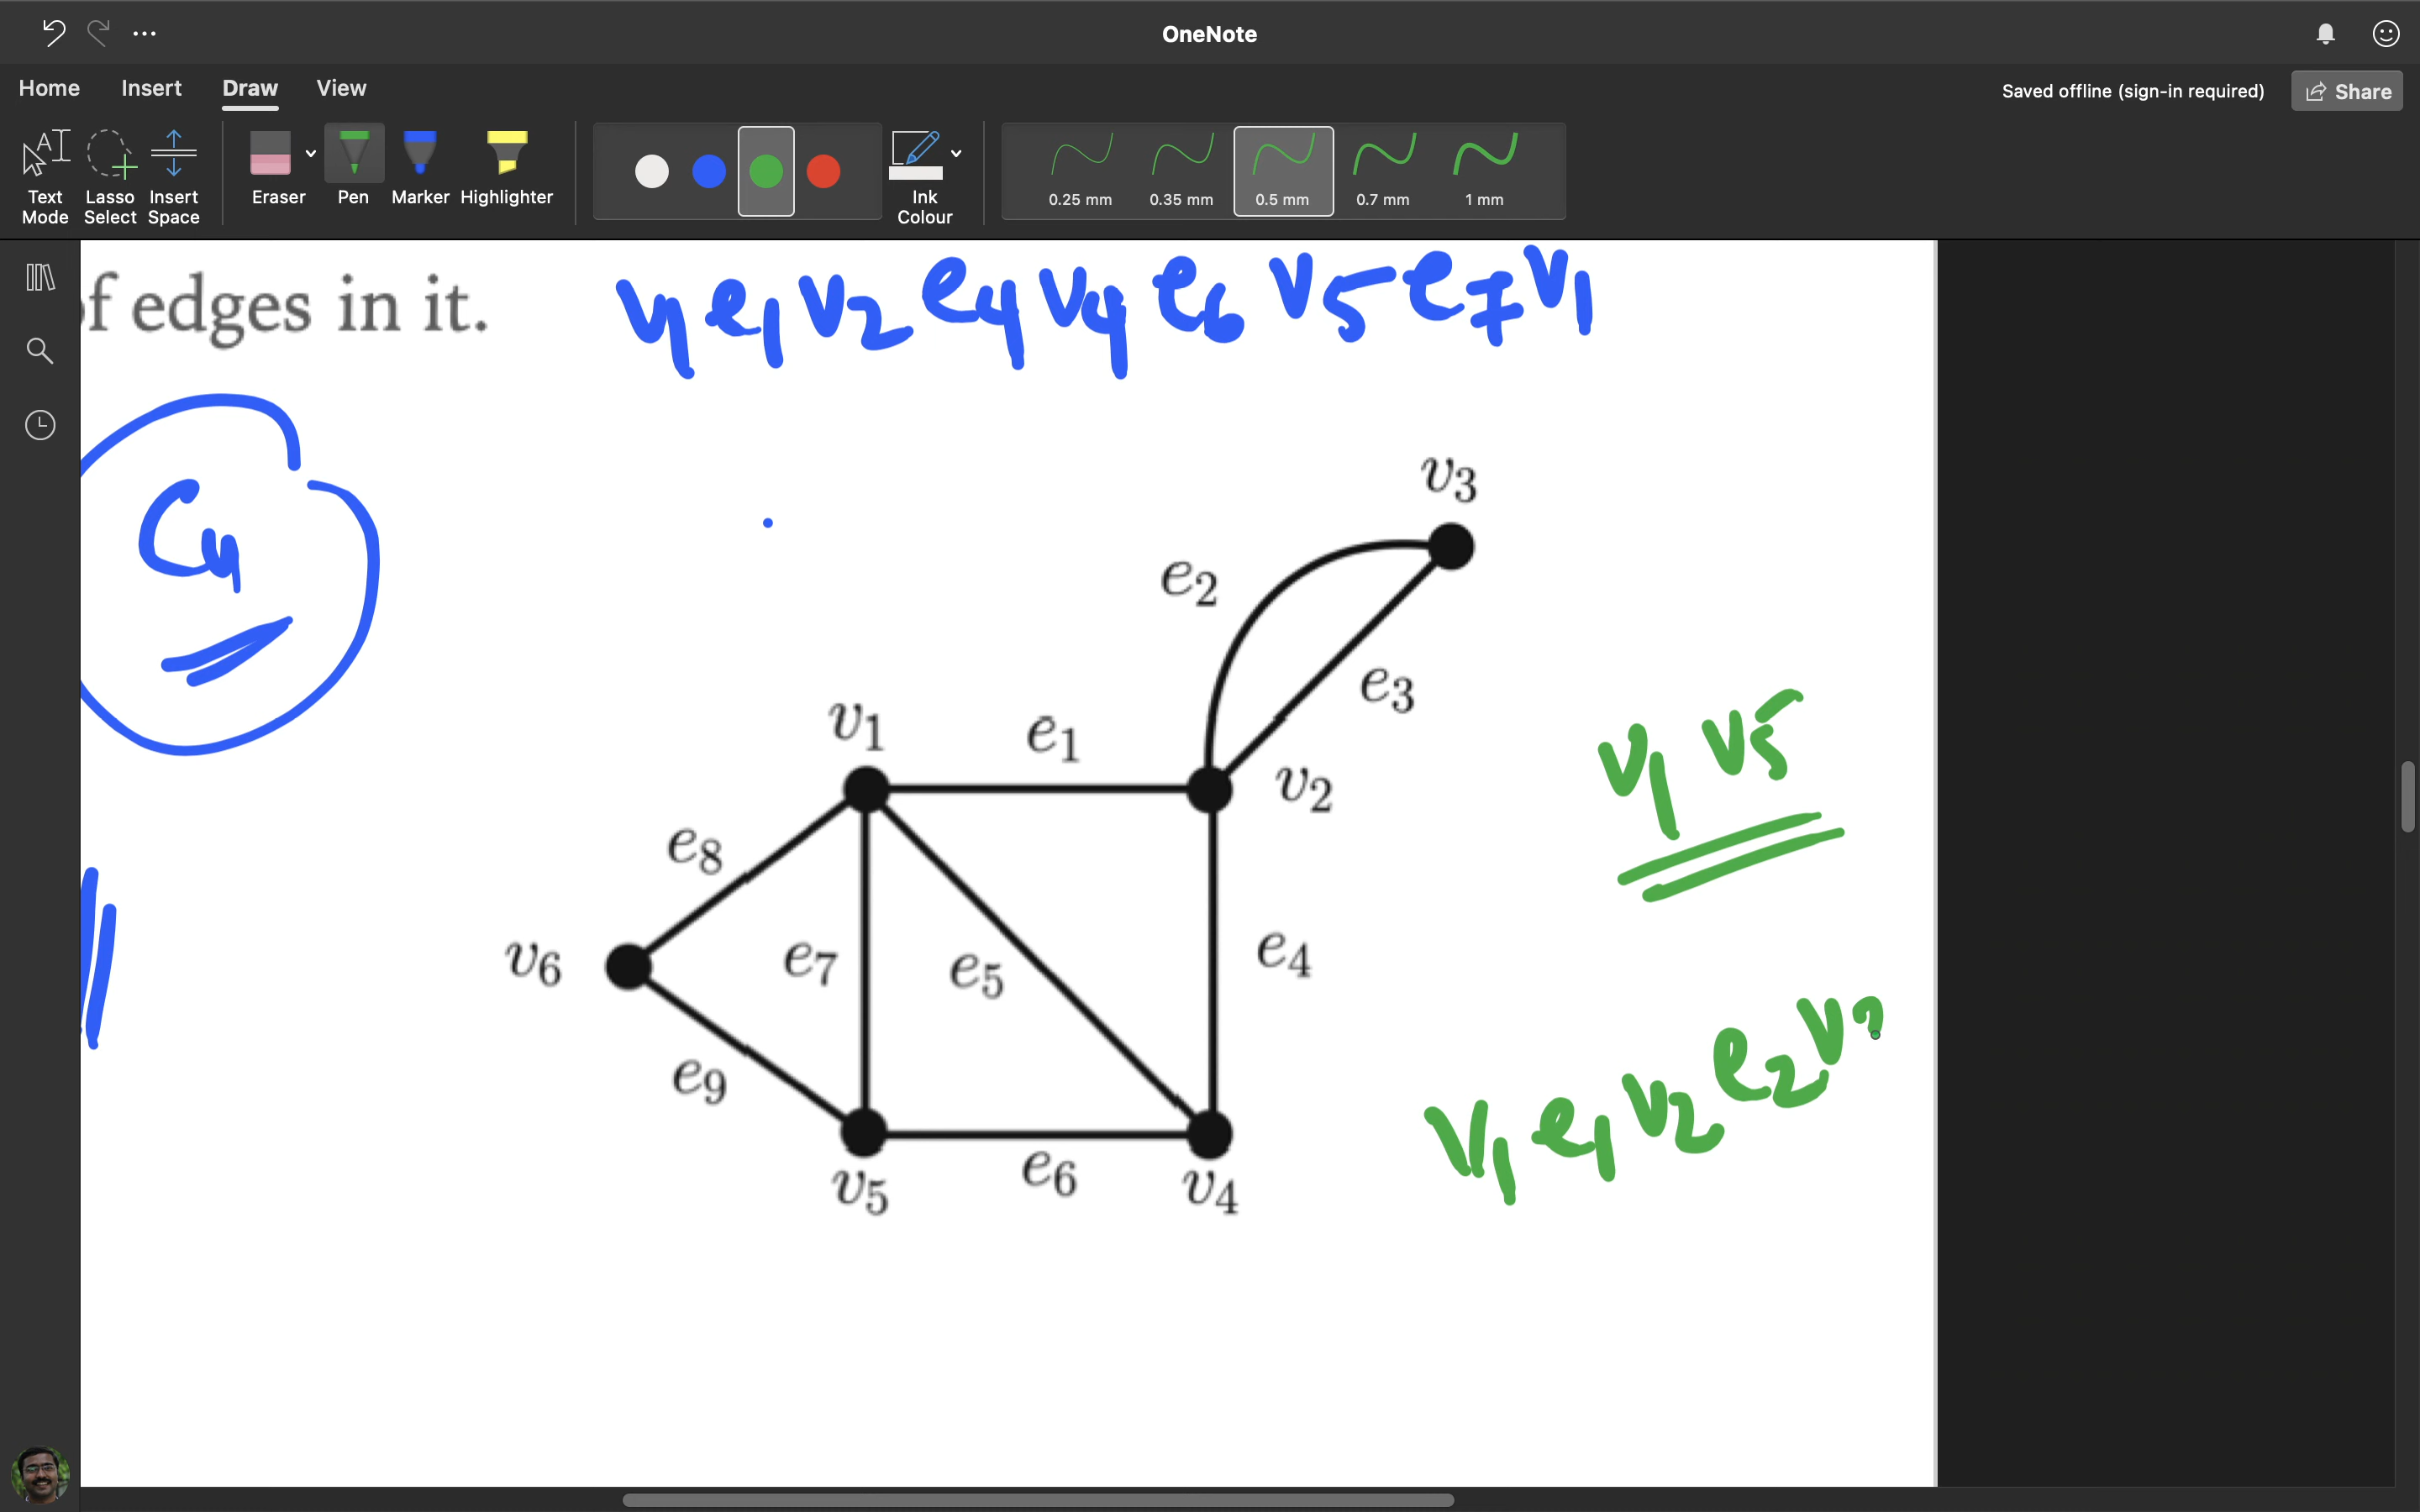 OneNote
Home Insert Draw View
Saved offline (sign-in required) Share
Text Mode
Lasso Select
Insert Space
Eraser
Pen
Marker
Highlighter
Ink Colour
0.25 mm 0.35 mm 0.5 mm 0.7 mm 1 mm
f edges in it.
v1 e1 v2 e4 v4 e6 v5 e7 v1
C4
v3
e2
e3
v1
e1
v2
v1 v5
e8
v6
e7
e5
e4
e9
v5
e6
v4
v1 e1 v2 e2 v